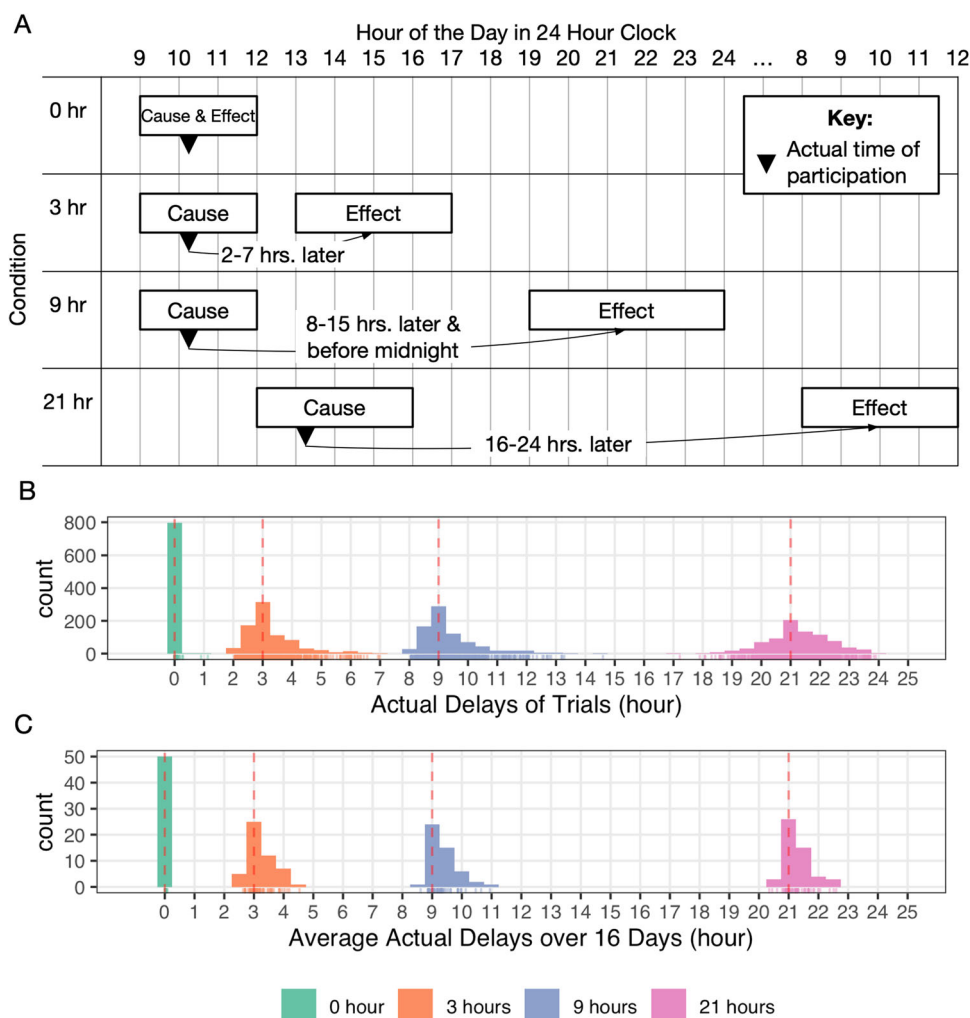 A
Hour of the Day in 24 Hour Clock
9 10 12 13 14 15 16 17 18 19 20 21 22 24 ... 8 9 10 11 12
0 hr
Cause & Effect
Key:
Actual time of
participation
Condition
3 hr
Cause
Effect
2-7 hrs. later
9 hr
Cause
Effect
8-15 hrs. later &
before midnight
21 hr
Cause
Effect
16-24 hrs. later
B
800
600
400
200
0
count
0 1 2 3 4 5 6 7 8 9 10 11 12 13 14 15 16 17 18 19 20 21 22 23 24 25
Actual Delays of Trials (hour)
C
50
40
30
20
10
0
count
0 1 2 3 4 5 6 7 8 9 10 11 12 13 14 15 16 17 18 19 20 21 22 23 24 25
Average Actual Delays over 16 Days (hour)
0 hour 3 hours 9 hours 21 hours